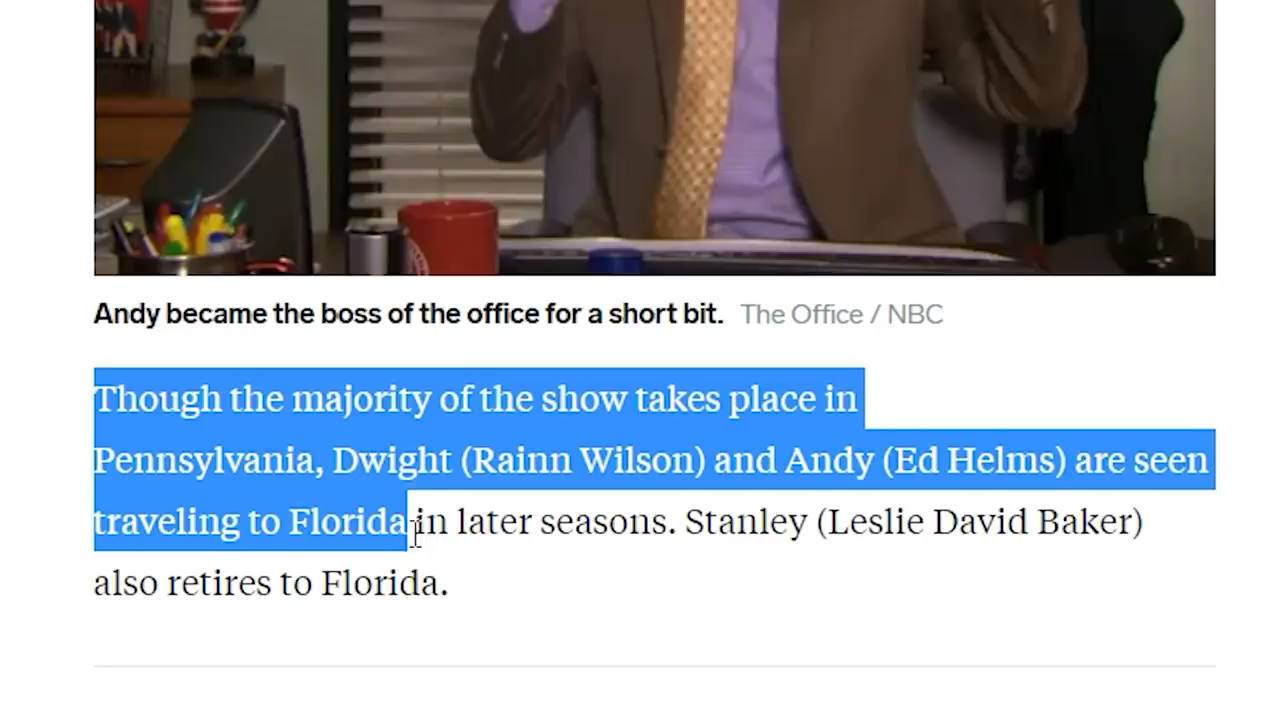 Andy became the boss of the office for a short bit. The Office / NBC
Though the majority of the show takes place in
Pennsylvania, Dwight (Rainn Wilson) and Andy (Ed Helms) are seen
traveling to Florida in later seasons. Stanley (Leslie David Baker)
also retires to Florida.